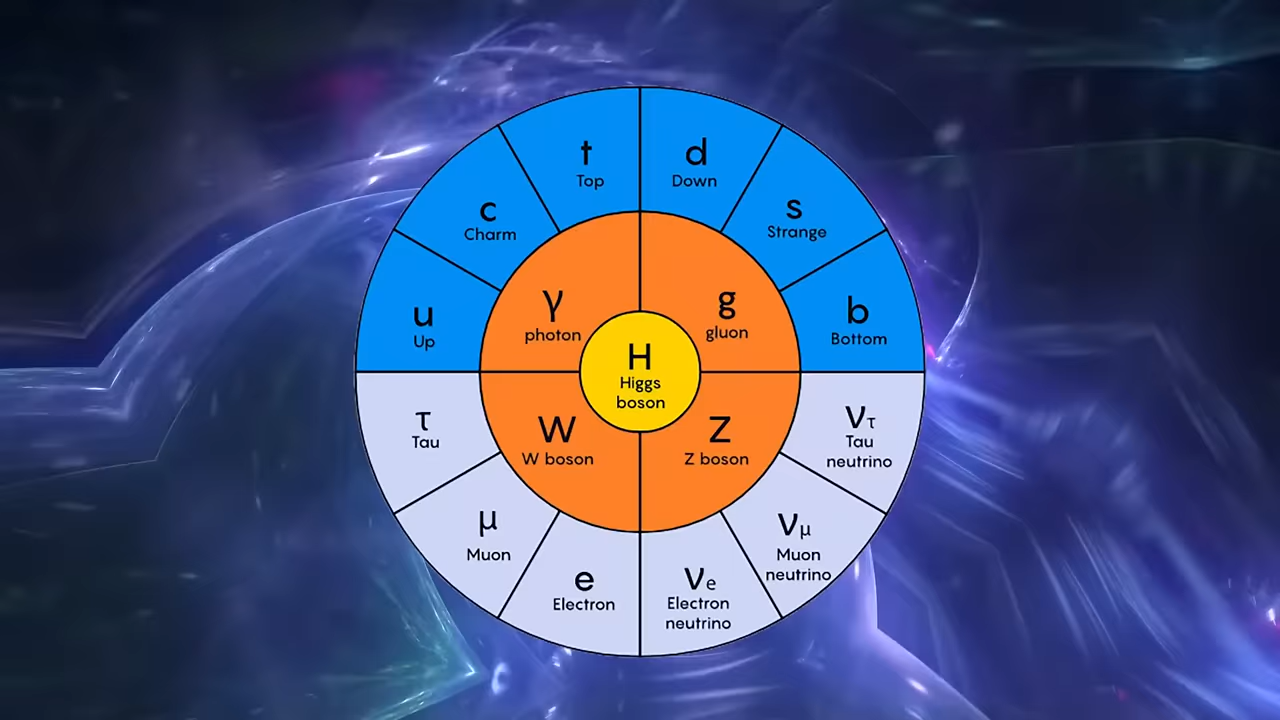 t
Top
d
Down
c
Charm
s
Strange
u
Up
γ
photon
g
gluon
b
Bottom
H
Higgs
boson
τ
Tau
W
W boson
Z
Z boson
ντ
Tau
neutrino
μ
Muon
νμ
Muon
neutrino
e
Electron
νe
Electron
neutrino